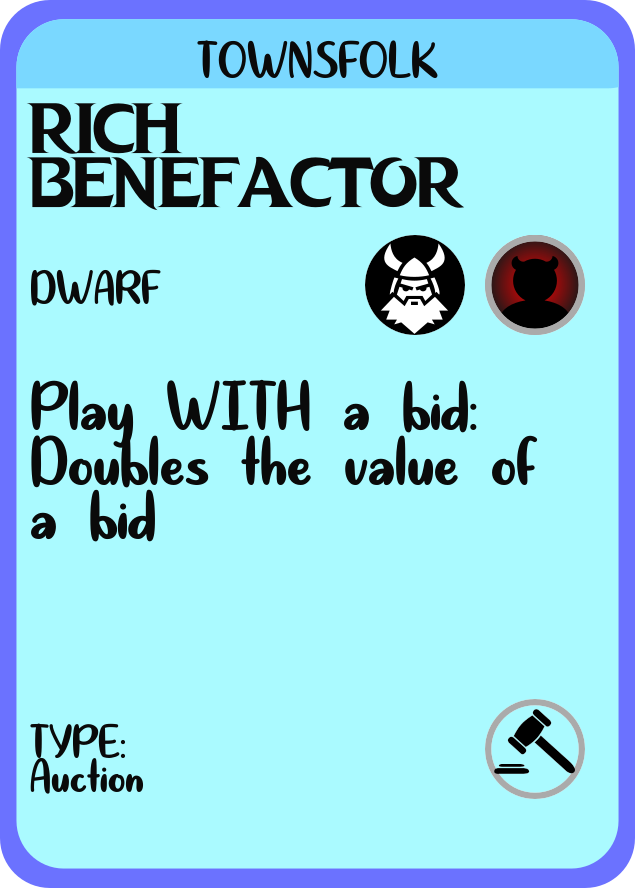 TOWNSFOLK
RICH
BENEFACTOR
DWARF
Play WITH a bid:
Doubles the value of
a bid
TYPE:
Auction